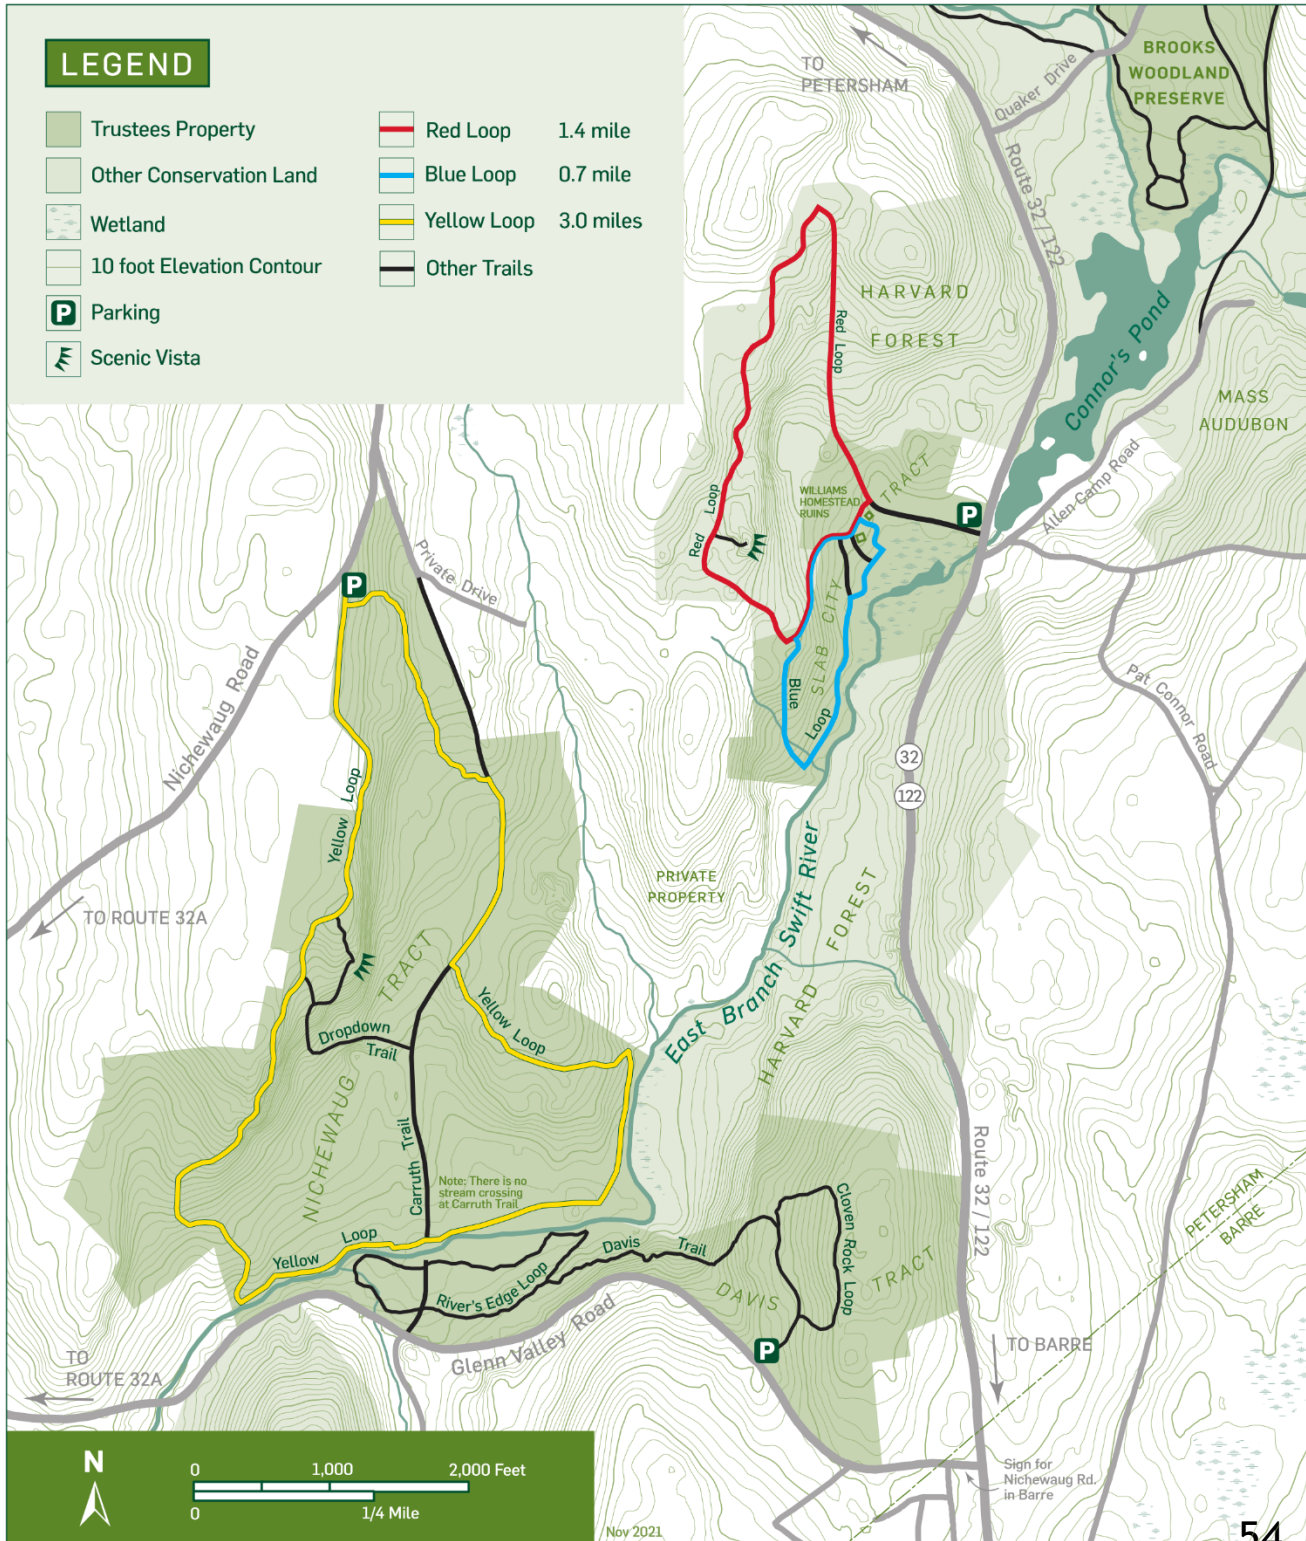 LEGEND
Trustees Property
Other Conservation Land
Wetland
10 foot Elevation Contour
P Parking
Scenic Vista
Red Loop 1.4 mile
Blue Loop 0.7 mile
Yellow Loop 3.0 miles
Other Trails
TO
PETERSHAM
Quaker Drive
BROOKS
WOODLAND
PRESERVE
Route 32 / 122
HARVARD
FOREST
Red Loop
Connor's Pond
MASS
AUDUBON
Allen Camp Road
WILLIAMS
HOMESTEAD
RUINS
TRACT
P
Red Loop
SLAB CITY
Blue
Loop
Private Drive
P
Nichewaug Road
Pat Connor Road
32
122
Yellow Loop
PRIVATE
PROPERTY
East Branch Swift River
HARVARD FOREST
TO ROUTE 32A
TRACT
Yellow Loop
Dropdown
Trail
NICHEWAUG
Carruth Trail
Note: There is no
stream crossing
at Carruth Trail
Route 32 / 122
PETERSHAM
BARRE
Cloven Rock Loop
Yellow Loop
Davis Trail
River's Edge Loop
DAVIS
TRACT
Glenn Valley Road
P
TO BARRE
TO
ROUTE 32A
Sign for
Nichewaug Rd.
in Barre
N
0 1,000 2,000 Feet
0 1/4 Mile
Nov 2021
54